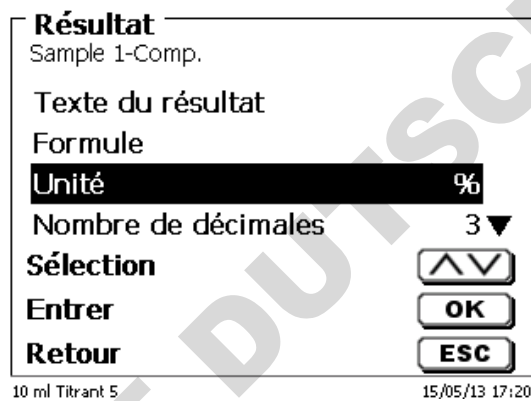 Résultat
Sample 1-Comp.
Texte du résultat
Formule
Unité %
Nombre de décimales 3▼
Sélection
Entrer OK
Retour ESC
10 ml Titrant 5 15/05/13 17:20